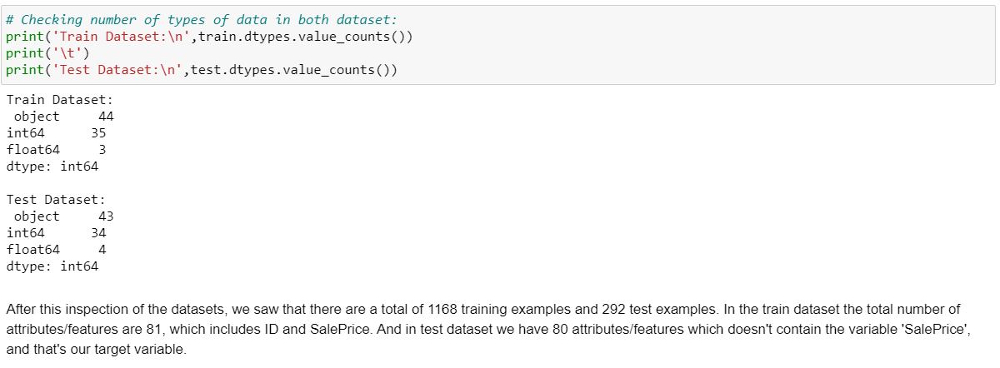 # Checking number of types of data in both dataset:
print('Train Dataset:\n',train.dtypes.value_counts())
print('\t')
print('Test Dataset:\n',test.dtypes.value_counts())
Train Dataset:
 object     44
int64      35
float64     3
dtype: int64
Test Dataset:
 object     43
int64      34
float64     4
dtype: int64
After this inspection of the datasets, we saw that there are a total of 1168 training examples and 292 test examples. In the train dataset the total number of
attributes/features are 81, which includes ID and SalePrice. And in test dataset we have 80 attributes/features which doesn't contain the variable 'SalePrice',
and that's our target variable.